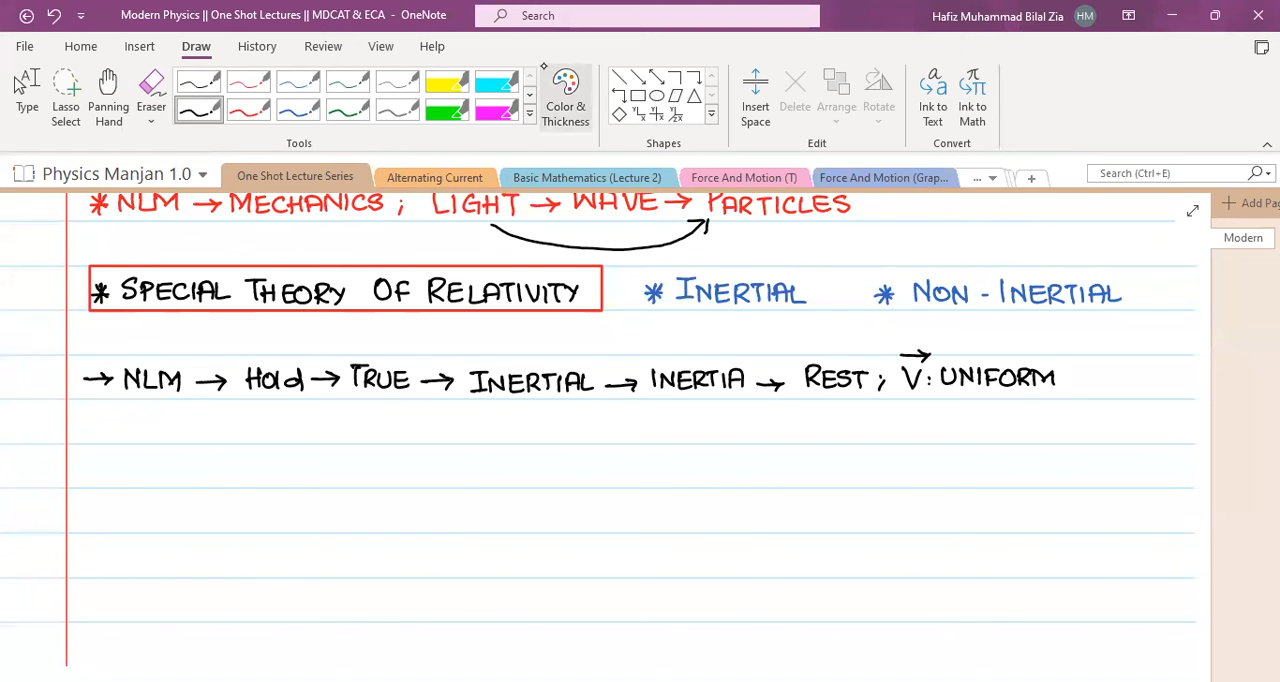 Modern Physics || One Shot Lectures || MDCAT & ECA - OneNote
Search
Hafiz Muhammad Bilal Zia HM
File Home Insert Draw History Review View Help
Type Lasso Select Panning Hand Eraser
Color & Thickness
Insert Space Delete Arrange Rotate
Ink to Text Ink to Math
Tools Shapes Edit Convert
Physics Manjan 1.0 One Shot Lecture Series Alternating Current Basic Mathematics (Lecture 2) Force And Motion (T) Force And Motion (Grap... ... + Search (Ctrl+E)
* NLM → MECHANICS ; LIGHT → WAVE → PARTICLES
+ Add Pag
Modern
* SPECIAL THEORY OF RELATIVITY * INERTIAL * NON - INERTIAL
→ NLM → Hold → TRUE → INERTIAL → INERTIA → REST ; V⃗ : UNIFORM